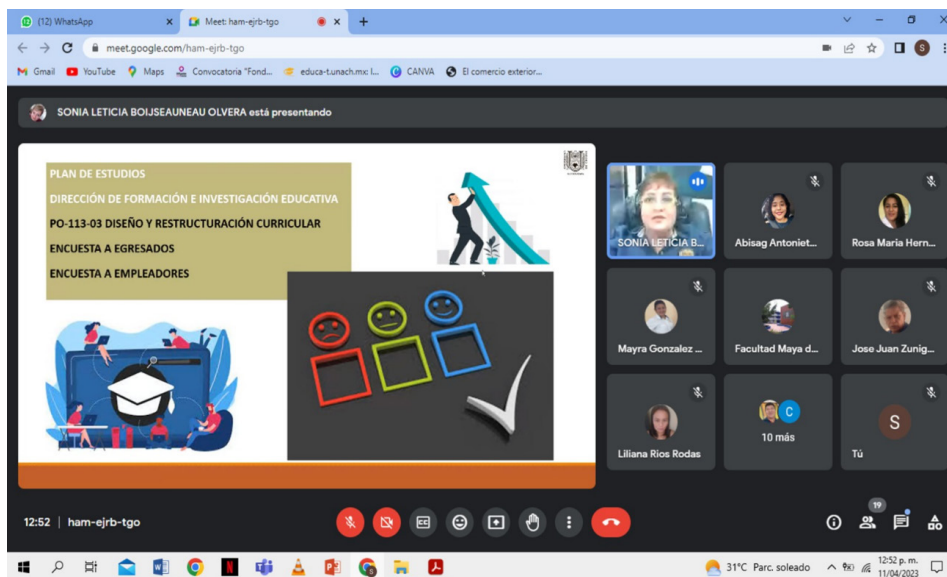 (12) WhatsApp
Meet: ham-ejrb-tgo
meet.google.com/ham-ejrb-tgo
Gmail
YouTube
Maps
Convocatoria "Fond...
educa-t.unach.mx: I...
CANVA
El comercio exterior...
S
SONIA LETICIA BOIJSEAUNEAU OLVERA está presentando
PLAN DE ESTUDIOS
DIRECCIÓN DE FORMACIÓN E INVESTIGACIÓN EDUCATIVA
PO-113-03 DISEÑO Y RESTRUCTURACIÓN CURRICULAR
ENCUESTA A EGRESADOS
ENCUESTA A EMPLEADORES
SONIA LETICIA B...
Abisag Antoniet...
Rosa Maria Hern...
Mayra Gonzalez ...
Facultad Maya d...
Jose Juan Zunig...
Liliana Rios Rodas
C
10 más
S
Tú
12:52 | ham-ejrb-tgo
19
31°C Parc. soleado
12:52 p. m.
11/04/2023